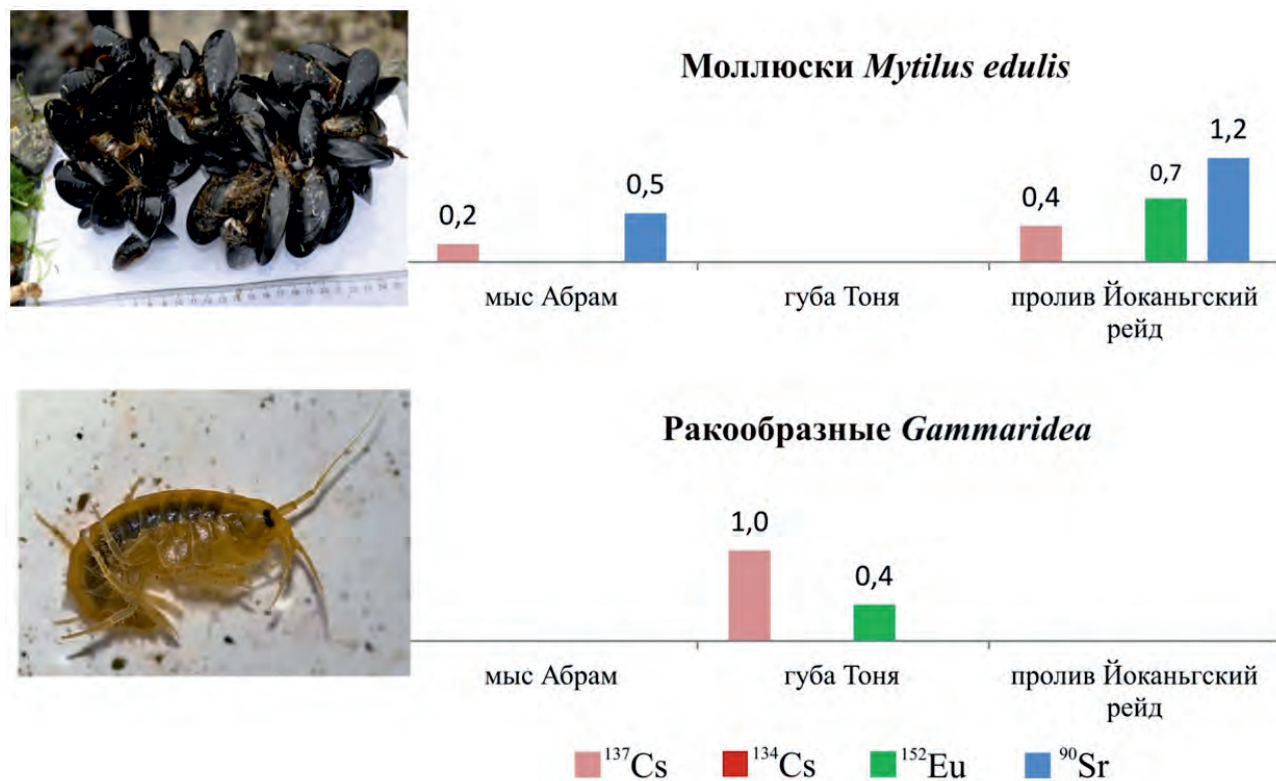 Моллюски Mytilus edulis
0,2
0,5
0,4
0,7
1,2
мыс Абрам
губа Тоня
пролив Йоканьгский
рейд
Ракообразные Gammaridea
1,0
0,4
мыс Абрам
губа Тоня
пролив Йоканьгский
рейд
¹³⁷Cs ¹³⁴Cs ¹⁵²Eu ⁹⁰Sr